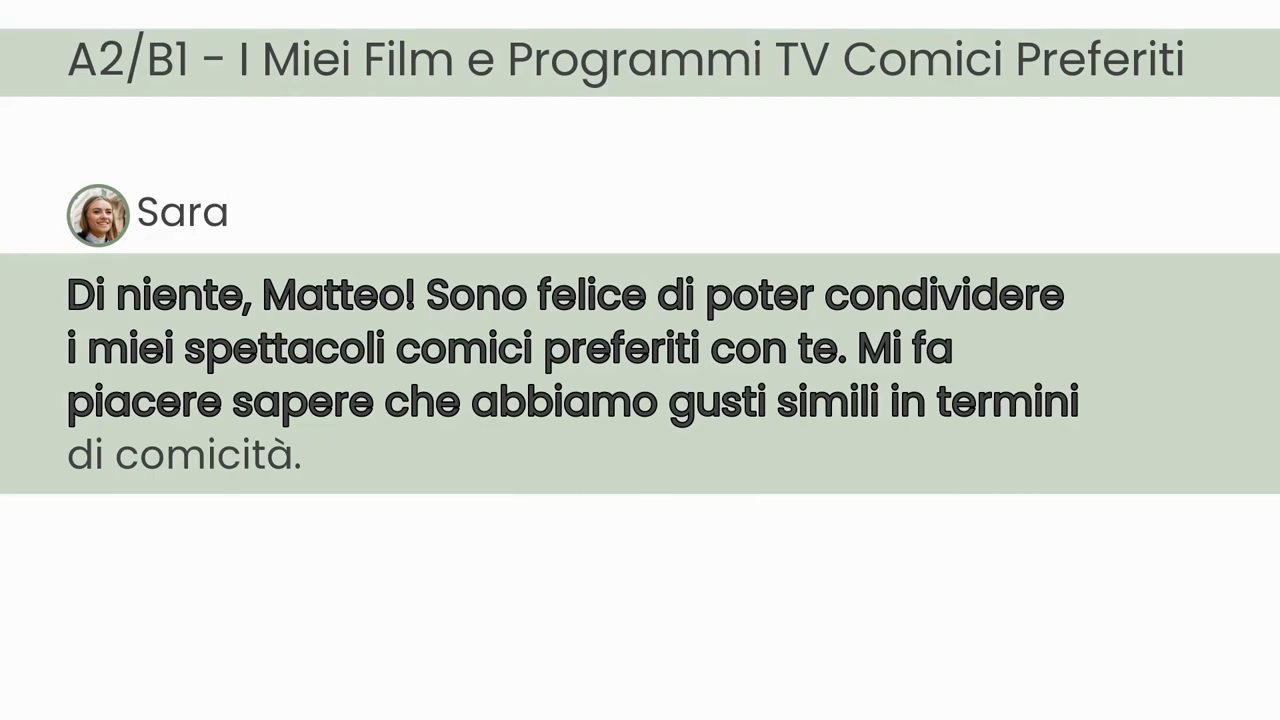 A2/B1 - I Miei Film e Programmi TV Comici Preferiti
Sara
Di niente, Matteo! Sono felice di poter condividere
i miei spettacoli comici preferiti con te. Mi fa
piacere sapere che abbiamo gusti simili in termini
di comicità.